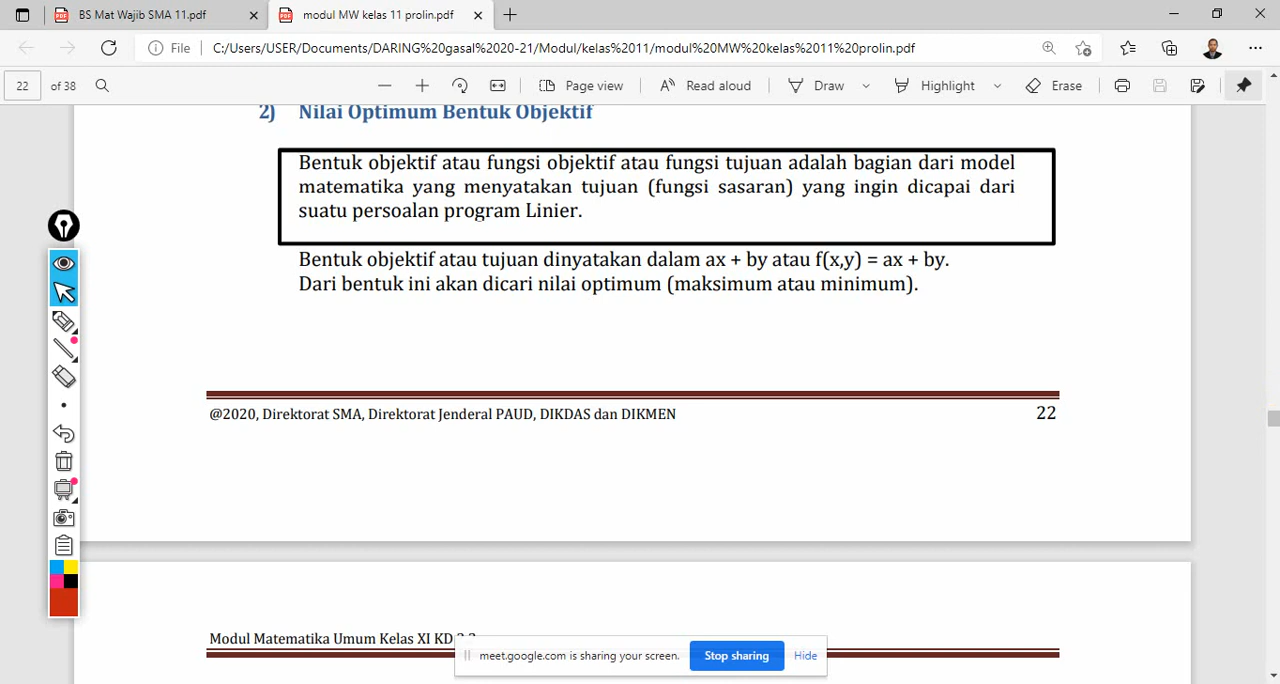 BS Mat Wajib SMA 11.pdf
modul MW kelas 11 prolin.pdf
File
C:/Users/USER/Documents/DARING%20gasal%202020-21/Modul/kelas%2011/modul%20MW%20kelas%2011%20prolin.pdf
22 of 38
Page view
Read aloud
Draw
Highlight
Erase
2) Nilai Optimum Bentuk Objektif
Bentuk objektif atau fungsi objektif atau fungsi tujuan adalah bagian dari model
matematika yang menyatakan tujuan (fungsi sasaran) yang ingin dicapai dari
suatu persoalan program Linier.
Bentuk objektif atau tujuan dinyatakan dalam ax + by atau f(x,y) = ax + by.
Dari bentuk ini akan dicari nilai optimum (maksimum atau minimum).
@2020, Direktorat SMA, Direktorat Jenderal PAUD, DIKDAS dan DIKMEN 22
Modul Matematika Umum Kelas XI KD
meet.google.com is sharing your screen.
Stop sharing
Hide